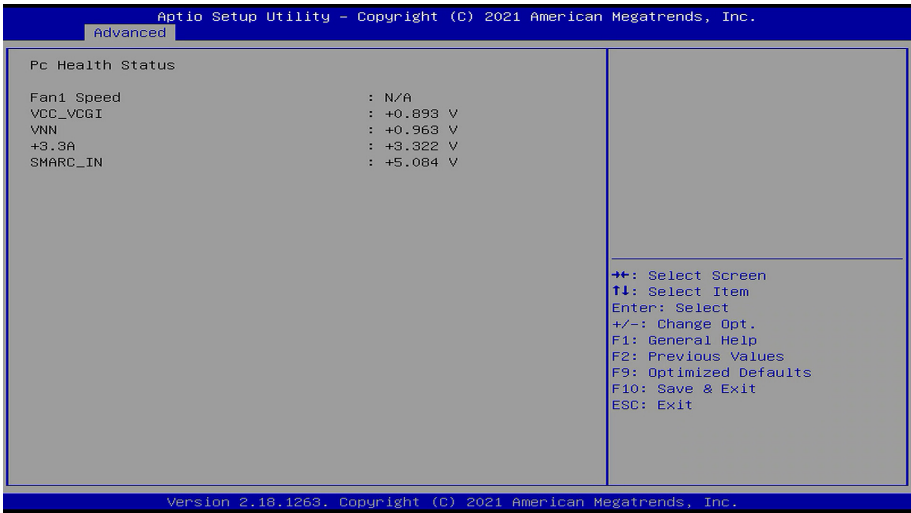 Aptio Setup Utility – Copyright (C) 2021 American Megatrends, Inc.
Advanced
Pc Health Status
Fan1 Speed : N/A
VCC_VCGI : +0.893 V
VNN : +0.963 V
+3.3A : +3.322 V
SMARC_IN : +5.084 V
→←: Select Screen
↑↓: Select Item
Enter: Select
+/-: Change Opt.
F1: General Help
F2: Previous Values
F9: Optimized Defaults
F10: Save & Exit
ESC: Exit
Version 2.18.1263. Copyright (C) 2021 American Megatrends, Inc.